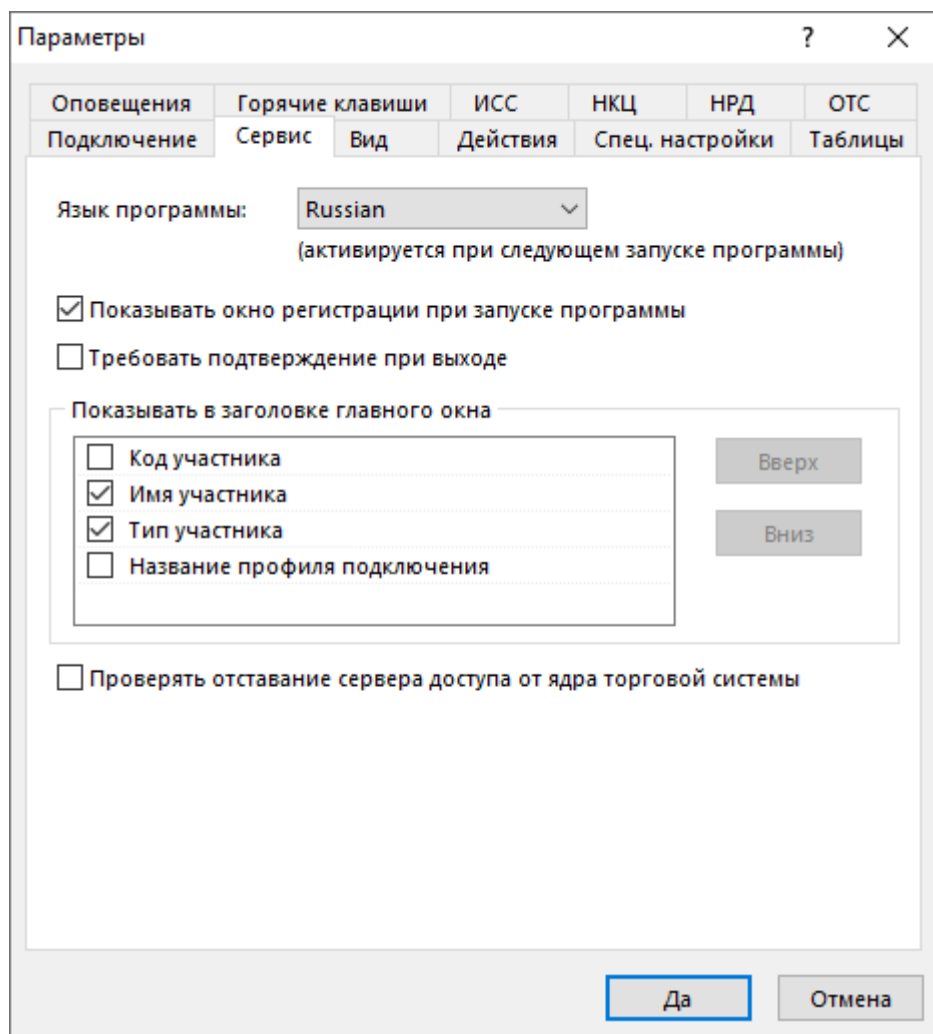 Параметры ?
Оповещения Горячие клавиши ИСС НКЦ НРД ОТС
Подключение Сервис Вид Действия Спец. настройки Таблицы
Язык программы: Russian
(активируется при следующем запуске программы)
Показывать окно регистрации при запуске программы
Требовать подтверждение при выходе
Показывать в заголовке главного окна
Код участника
Вверх
Имя участника
Тип участника
Вниз
Название профиля подключения
Проверять отставание сервера доступа от ядра торговой системы
Да Отмена